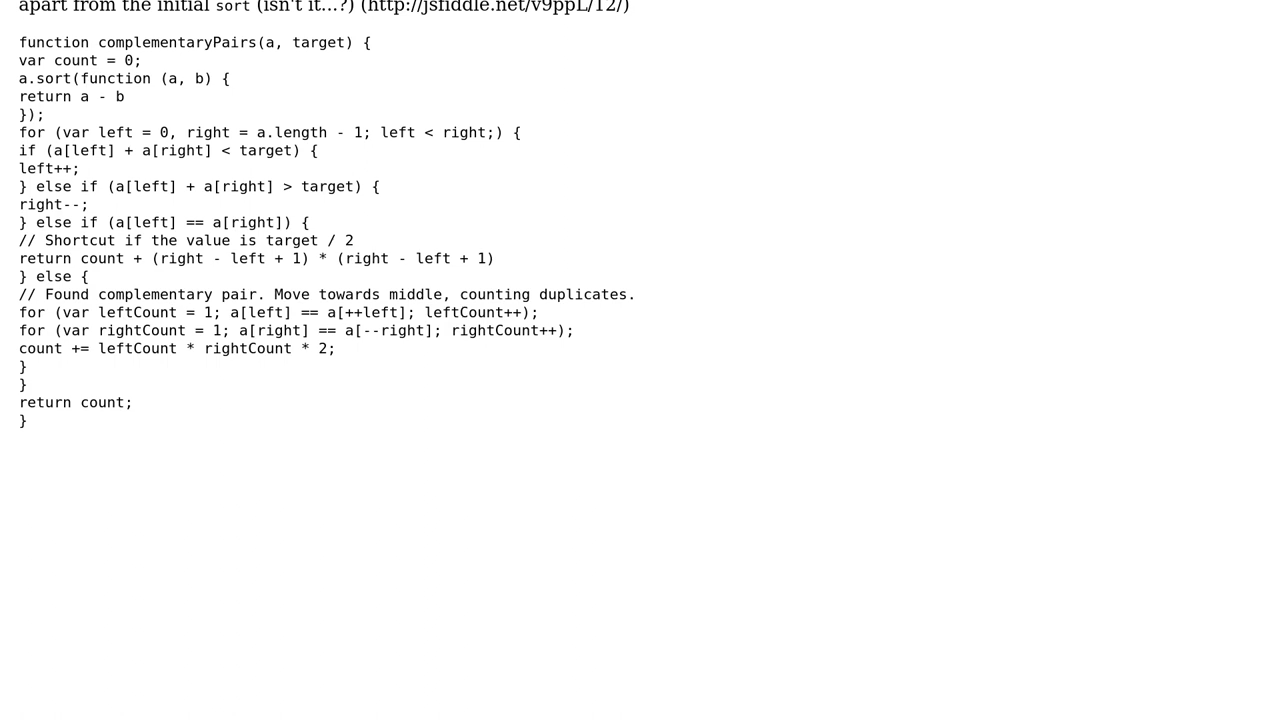 apart from the initial sort (isn't it...?) (http://jsfiddle.net/v9ppL/12/)
function complementaryPairs(a, target) {
var count = 0;
a.sort(function (a, b) {
return a - b
});
for (var left = 0, right = a.length - 1; left < right;) {
if (a[left] + a[right] < target) {
left++;
} else if (a[left] + a[right] > target) {
right--;
} else if (a[left] == a[right]) {
// Shortcut if the value is target / 2
return count + (right - left + 1) * (right - left + 1)
} else {
// Found complementary pair. Move towards middle, counting duplicates.
for (var leftCount = 1; a[left] == a[++left]; leftCount++);
for (var rightCount = 1; a[right] == a[--right]; rightCount++);
count += leftCount * rightCount * 2;
}
}
return count;
}